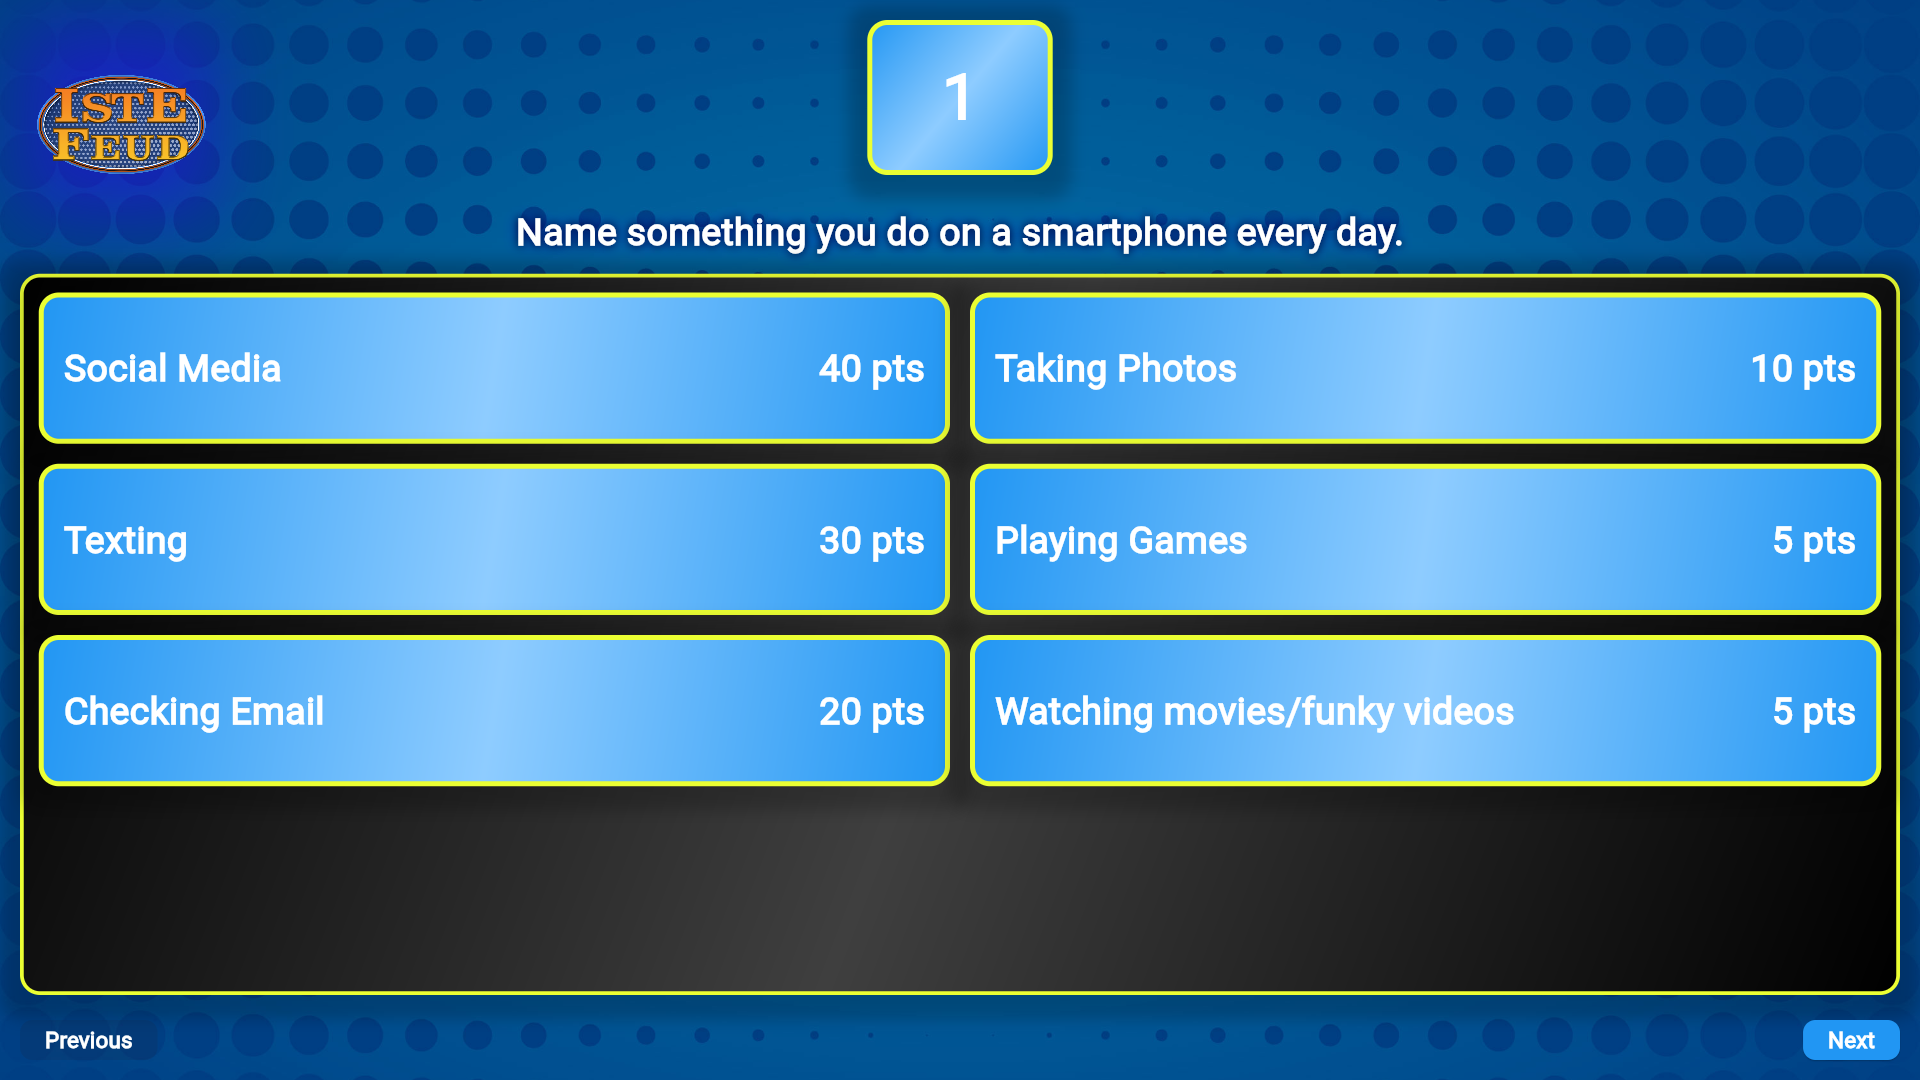 ISTE
FEUD
1
Name something you do on a smartphone every day.
Social Media 40 pts
Taking Photos 10 pts
Texting 30 pts
Playing Games 5 pts
Checking Email 20 pts
Watching movies/funky videos 5 pts
Previous
Next